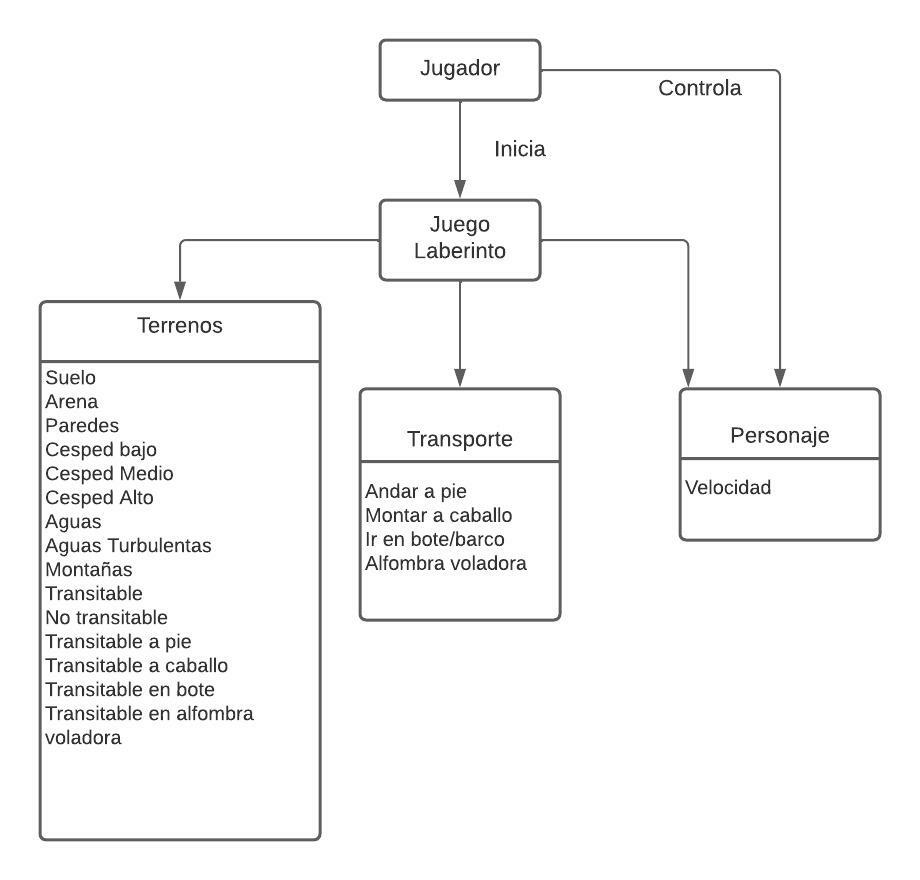 Jugador
Controla
Inicia
Juego
Laberinto
Terrenos
Suelo
Arena
Paredes
Cesped bajo
Cesped Medio
Cesped Alto
Aguas
Aguas Turbulentas
Montañas
Transitable
No transitable
Transitable a pie
Transitable a caballo
Transitable en bote
Transitable en alfombra
voladora
Transporte
Andar a pie
Montar a caballo
Ir en bote/barco
Alfombra voladora
Personaje
Velocidad